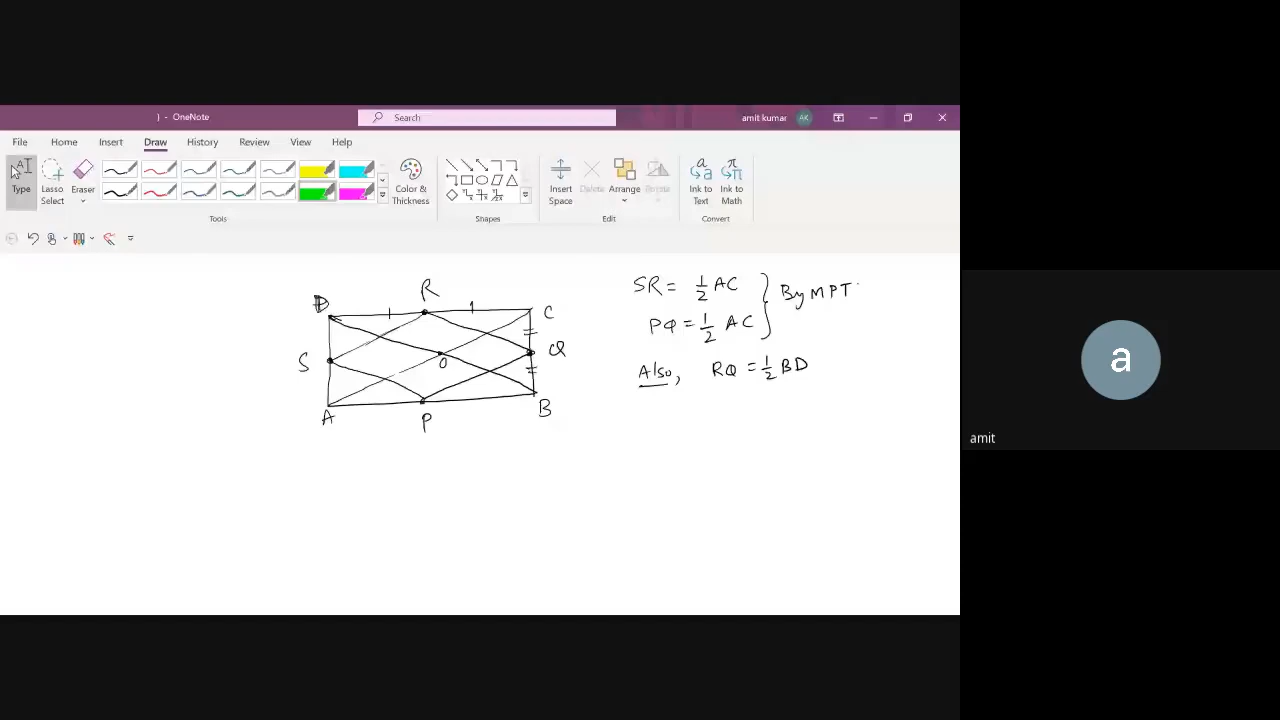 ) - OneNote
Search
amit kumar AK
File Home Insert Draw History Review View Help
Type
Lasso Select
Eraser
Color & Thickness
Insert Space
Delete
Arrange
Rotate
Ink to Text
Ink to Math
Tools
Shapes
Edit
Convert
D R C
S O Q
A P B
SR = 1/2 AC
PQ = 1/2 AC
} By MPT.
Also, RQ = 1/2 BD
a
amit